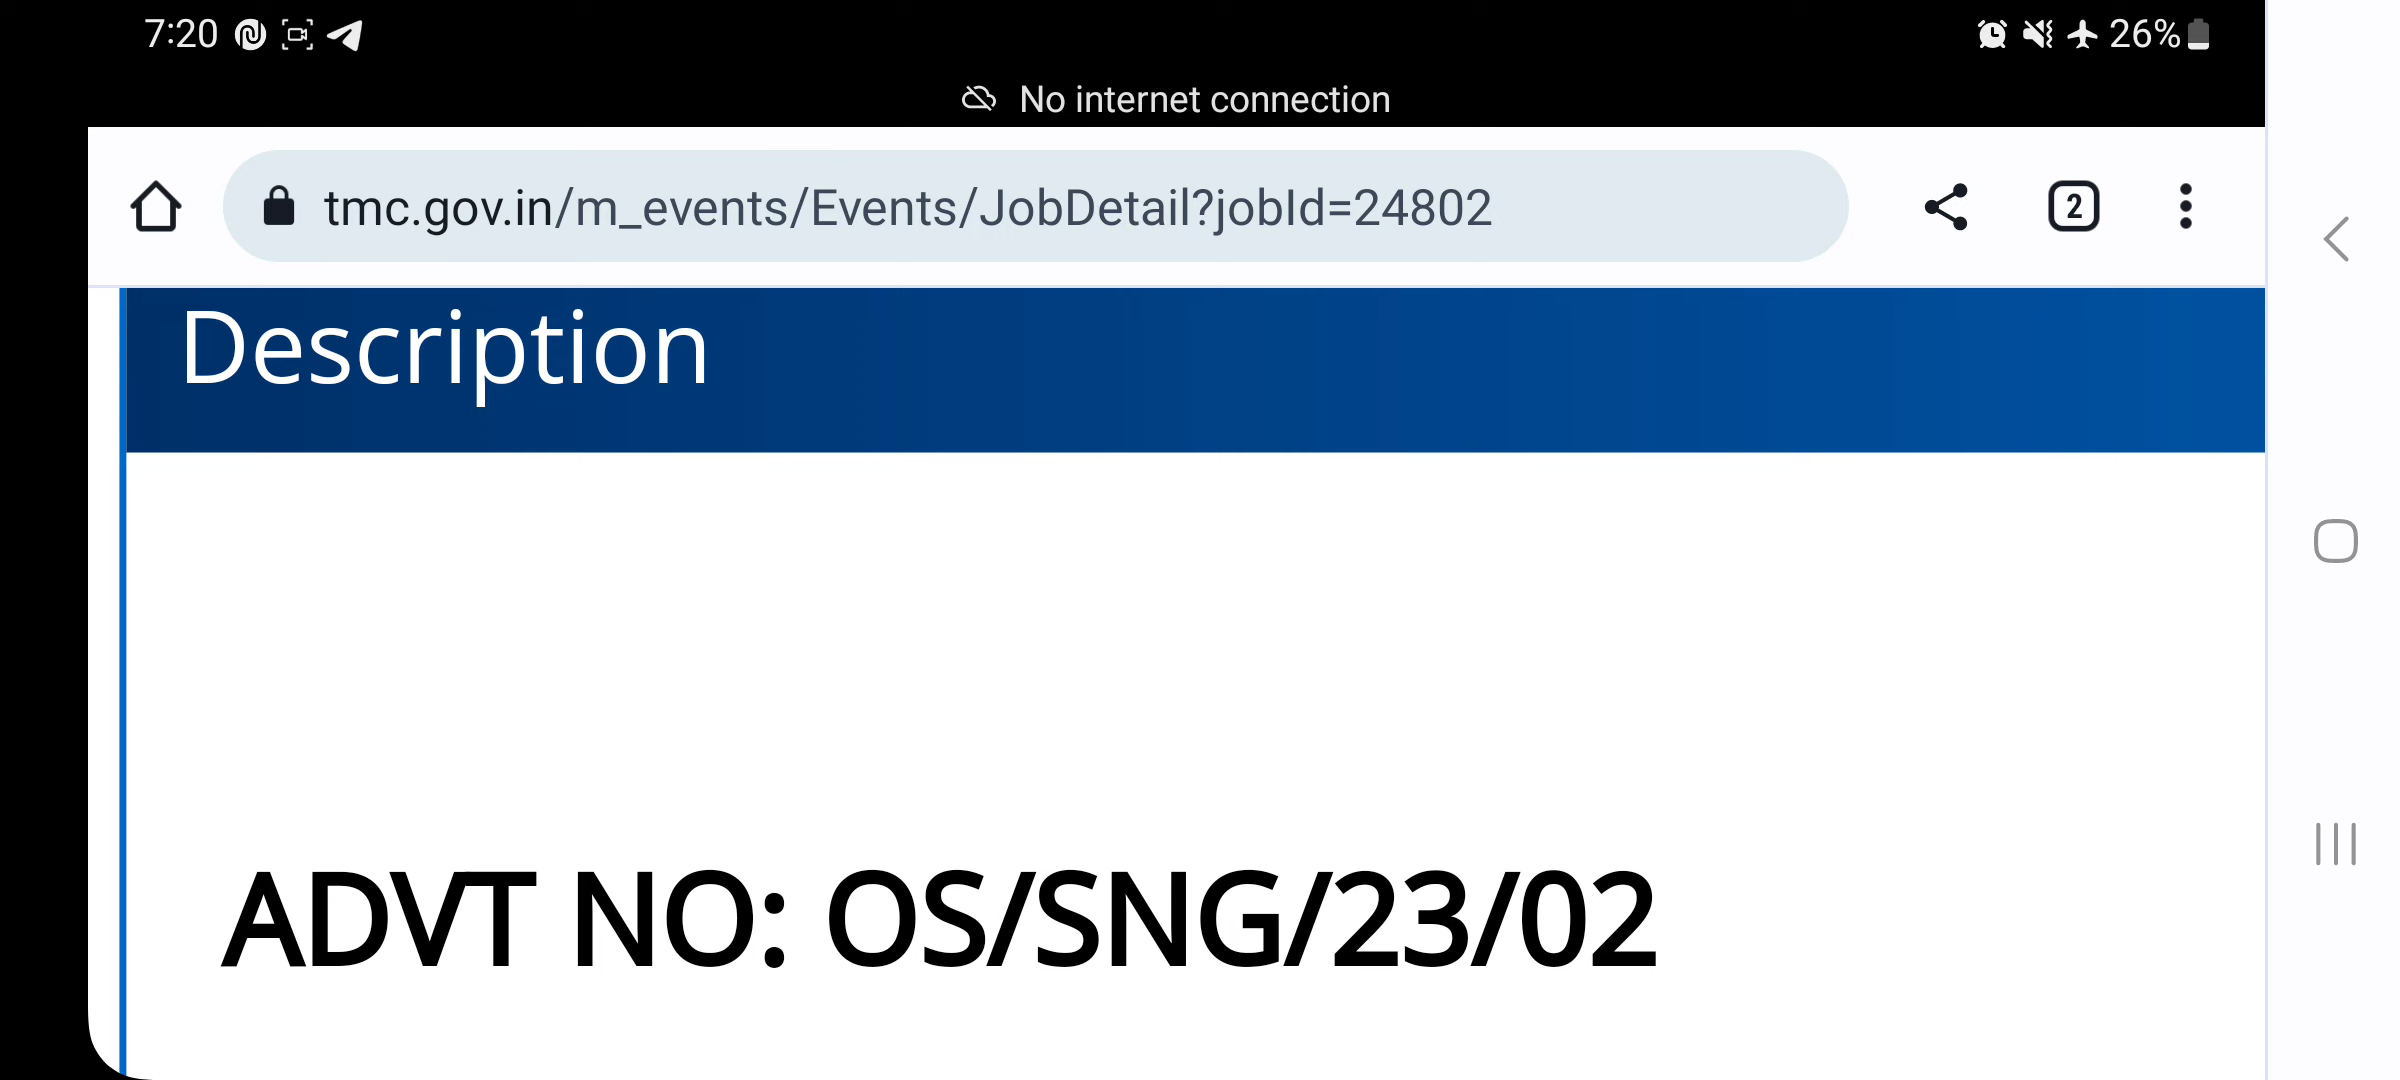 7:20
26%
No internet connection
tmc.gov.in/m_events/Events/JobDetail?jobId=24802
2
Description
ADVT NO: OS/SNG/23/02